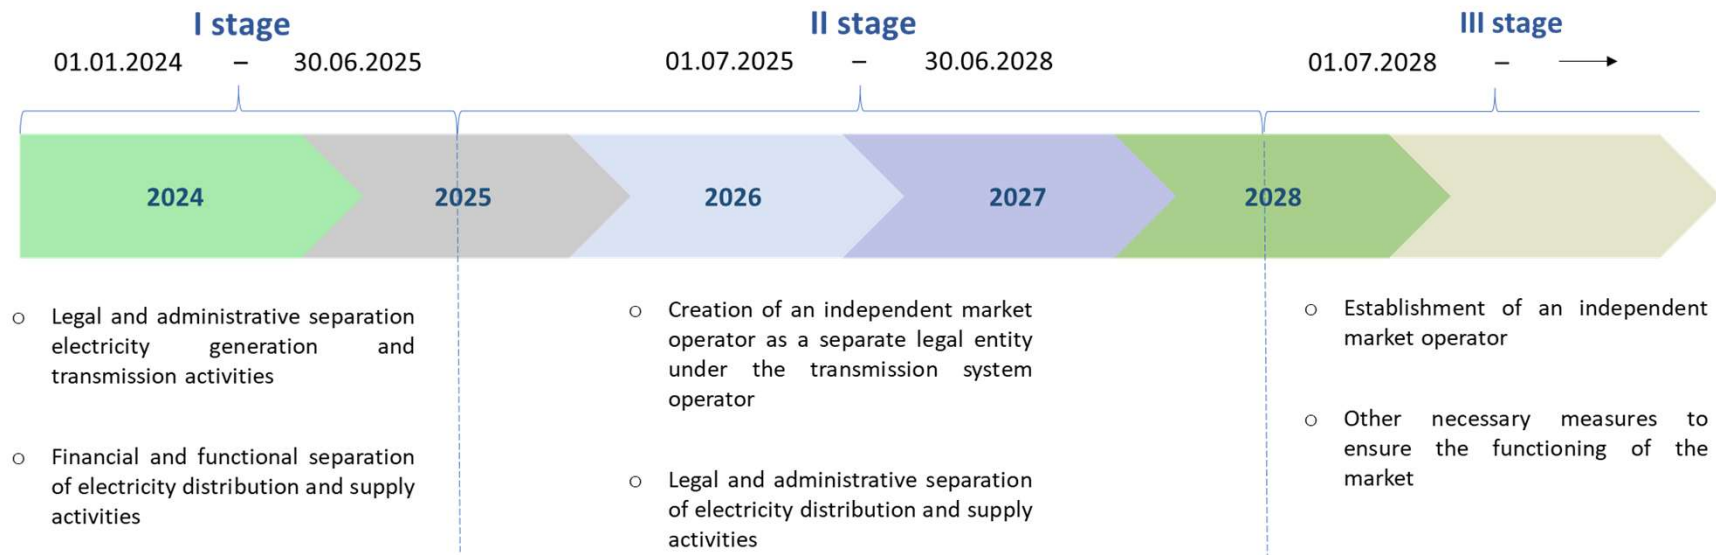 I stage
01.01.2024 – 30.06.2025
II stage
01.07.2025 – 30.06.2028
III stage
01.07.2028 –
2024
2025
2026
2027
2028
o Legal and administrative separation
electricity generation and
transmission activities
o Financial and functional separation
of electricity distribution and supply
activities
o Creation of an independent market
operator as a separate legal entity
under the transmission system
operator
o Legal and administrative separation
of electricity distribution and supply
activities
o Establishment of an independent
market operator
o Other necessary measures to
ensure the functioning of the
market